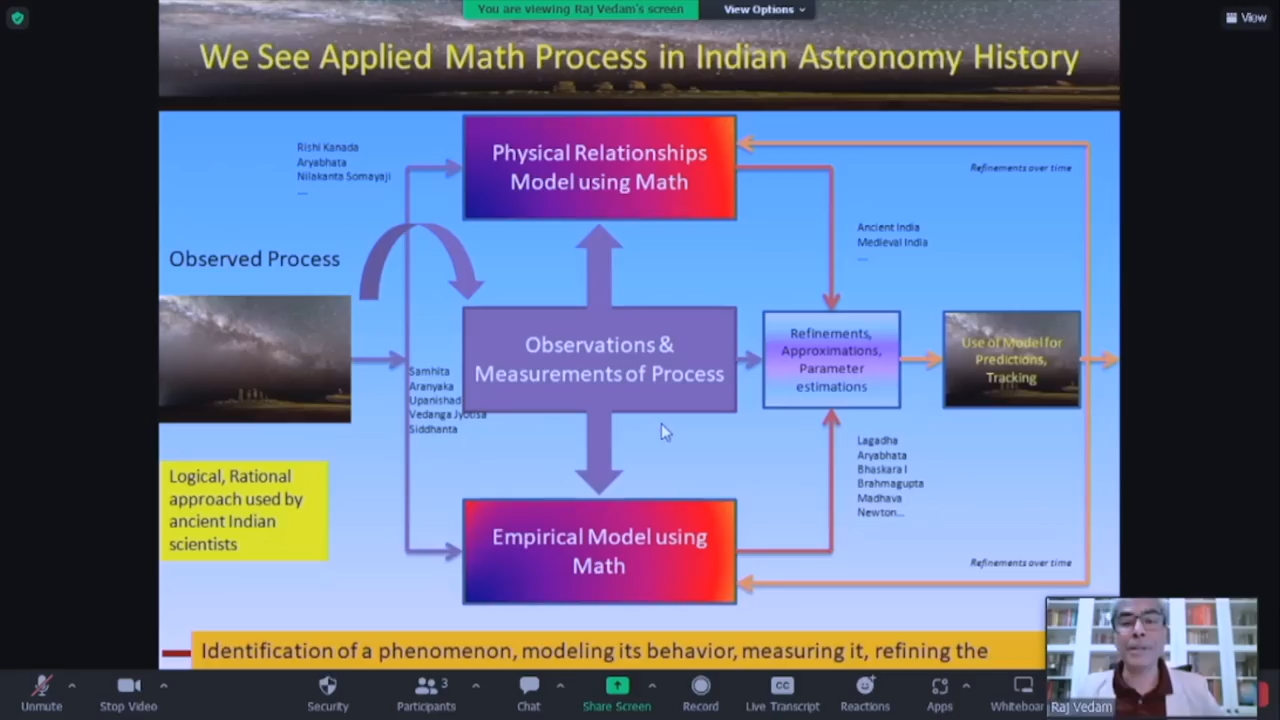 You are viewing Raj Vedam's screen
View Options
View
We See Applied Math Process in Indian Astronomy History
Rishi Kanada
Aryabhata
Nilakanta Somayaji
...
Physical Relationships
Model using Math
Refinements over time
Ancient India
Medieval India
...
Observed Process
Observations &
Measurements of Process
Refinements,
Approximations,
Parameter
estimations
Use of Model for
Predictions,
Tracking
Samhita
Aranyaka
Upanishad
Vedanga Jyotisa
Siddhanta
Lagadha
Aryabhata
Bhaskara I
Brahmagupta
Madhava
Newton...
Logical, Rational
approach used by
ancient Indian
scientists
Empirical Model using
Math
Refinements over time
Identification of a phenomenon, modeling its behavior, measuring it, refining the
Raj Vedam
Unmute
Stop Video
Security
3
Participants
Chat
Share Screen
Record
CC
Live Transcript
Reactions
Apps
Whiteboar